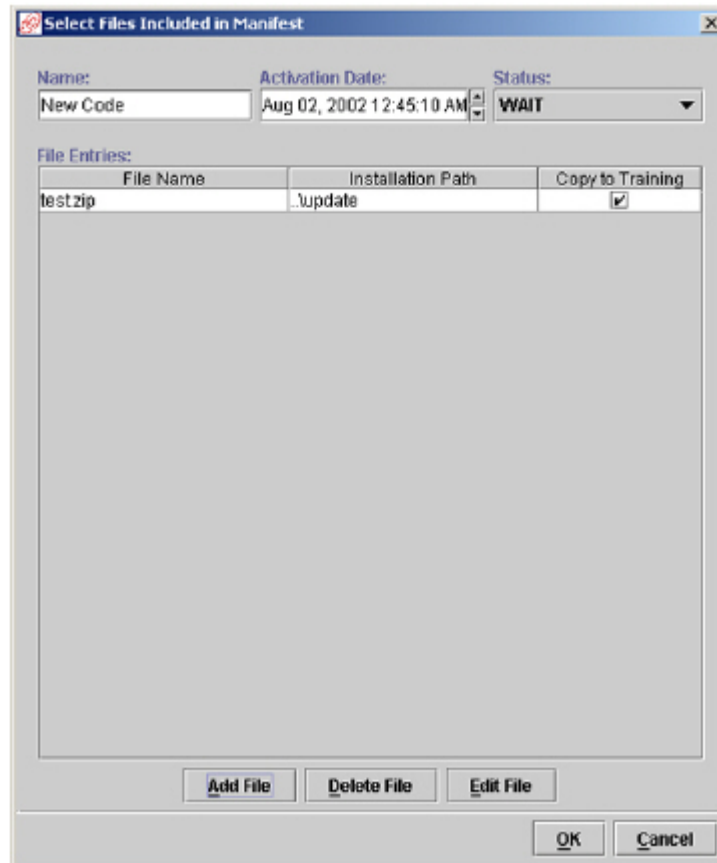 Select Files Included in Manifest
Name: Activation Date: Status:
New Code Aug 02, 2002 12:45:10 AM WAIT
File Entries:
File Name Installation Path Copy to Training
test.zip ..\update
Add File Delete File Edit File
OK Cancel